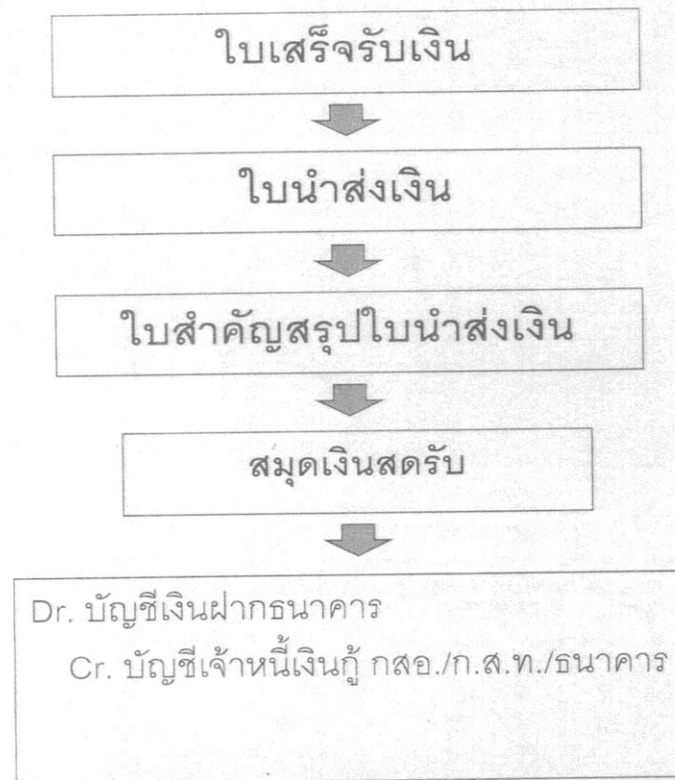 ใบเสร็จรับเงิน
ใบนำส่งเงิน
ใบสำคัญสรุปใบนำส่งเงิน
สมุดเงินสดรับ
Dr. บัญชีเงินฝากธนาคาร
Cr. บัญชีเจ้าหนี้เงินกู้ กสอ./ก.ส.ท./ธนาคาร